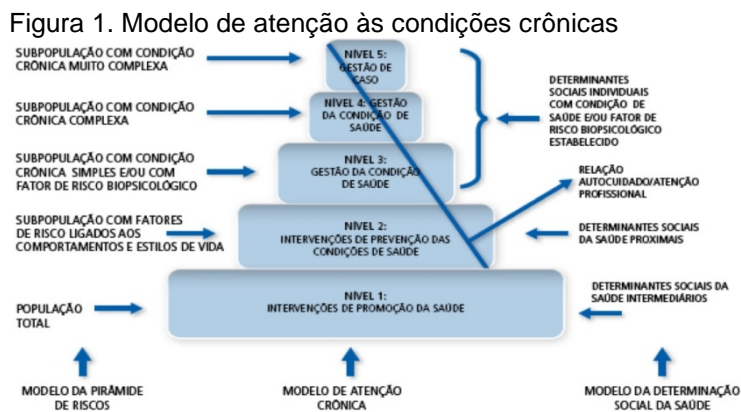 Figura 1. Modelo de atenção às condições crônicas
SUBPOPULAÇÃO COM CONDIÇÃO
CRÔNICA MUITO COMPLEXA
NÍVEL 5:
GESTÃO DE
CASO
SUBPOPULAÇÃO COM CONDIÇÃO
CRÔNICA COMPLEXA
NÍVEL 4: GESTÃO
DA CONDIÇÃO DE
SAÚDE
DETERMINANTES
SOCIAIS INDIVIDUAIS
COM CONDIÇÃO DE
SAÚDE E/OU FATOR DE
RISCO BIOPSICOLÓGICO
ESTABELECIDO
SUBPOPULAÇÃO COM CONDIÇÃO
CRÔNICA SIMPLES E/OU COM
FATOR DE RISCO BIOPSICOLÓGICO
NÍVEL 3:
GESTÃO DA CONDIÇÃO
DE SAÚDE
RELAÇÃO
AUTOCUIDADO/ATENÇÃO
PROFISSIONAL
SUBPOPULAÇÃO COM FATORES
DE RISCO LIGADOS AOS
COMPORTAMENTOS E ESTILOS DE VIDA
NÍVEL 2:
INTERVENÇÕES DE PREVENÇÃO DAS
CONDIÇÕES DE SAÚDE
DETERMINANTES SOCIAIS
DA SAÚDE PROXIMAIS
POPULAÇÃO
TOTAL
NÍVEL 1:
INTERVENÇÕES DE PROMOÇÃO DA SAÚDE
DETERMINANTES SOCIAIS DA
SAÚDE INTERMEDIÁRIOS
MODELO DA PIRÂMIDE
DE RISCOS
MODELO DE ATENÇÃO
CRÔNICA
MODELO DA DETERMINAÇÃO
SOCIAL DA SAÚDE